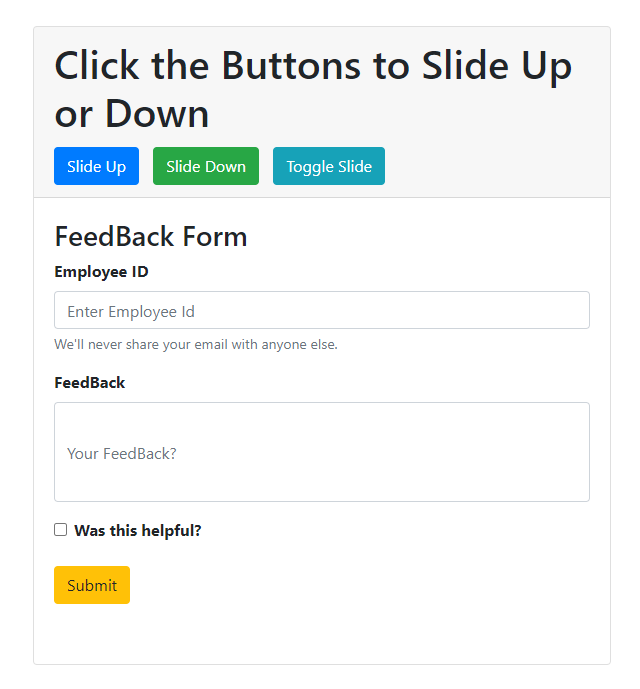 Click the Buttons to Slide Up
or Down
Slide Up Slide Down Toggle Slide
FeedBack Form
Employee ID
Enter Employee Id
We'll never share your email with anyone else.
FeedBack
Your FeedBack?
Was this helpful?
Submit